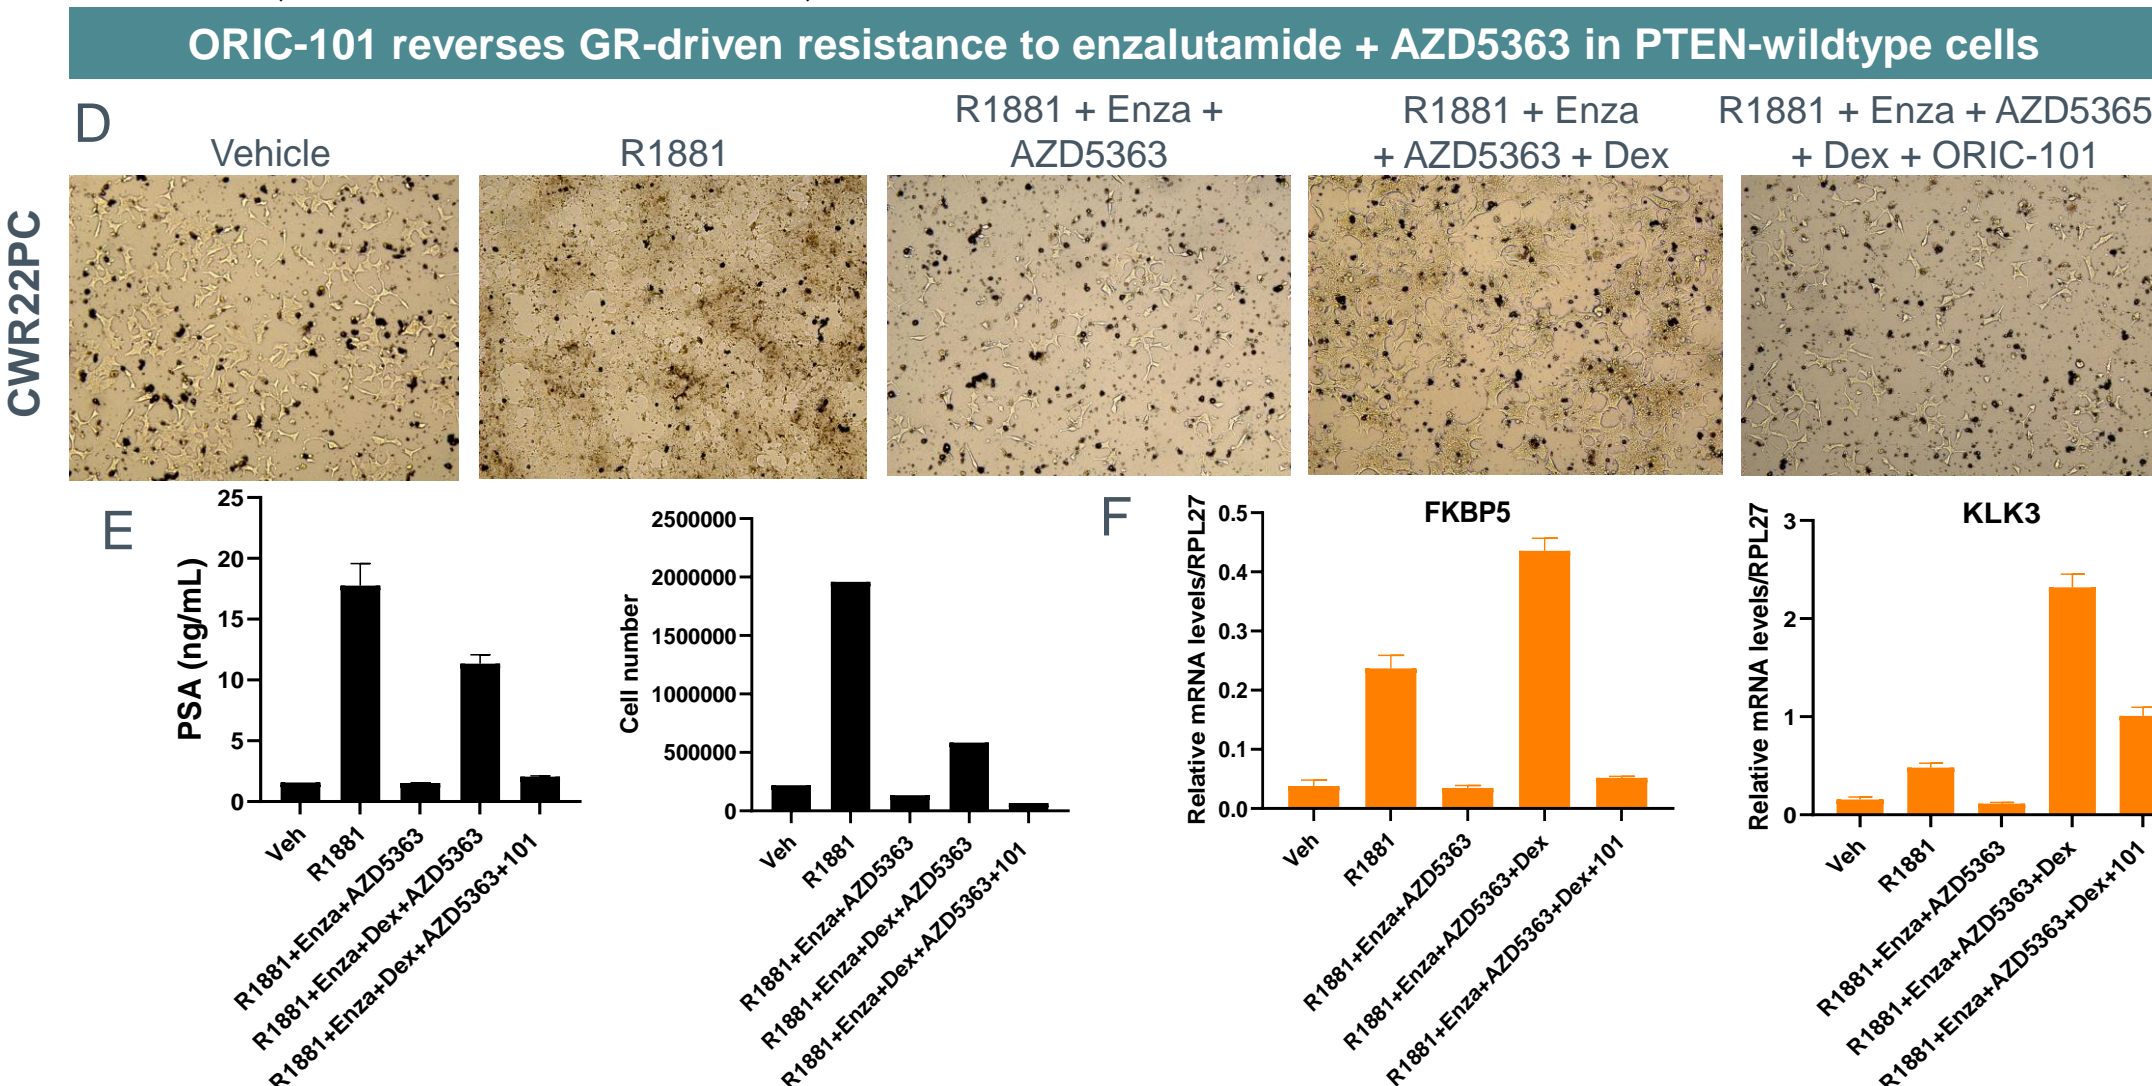 ORIC-101 reverses GR-driven resistance to enzalutamide + AZD5363 in PTEN-wildtype cells
D
Vehicle
R1881
R1881 + Enza +
AZD5363
R1881 + Enza
+ AZD5363 + Dex
R1881 + Enza + AZD5365
+ Dex + ORIC-101
CWR22PC
E
PSA (ng/mL)
25
20
15
10
5
0
Veh
R1881
R1881+Enza+AZD5363
R1881+Enza+Dex+AZD5363
R1881+Enza+Dex+AZD5363+101
Cell number
2500000
2000000
1500000
1000000
500000
0
Veh
R1881
R1881+Enza+AZD5363
R1881+Enza+Dex+AZD5363
R1881+Enza+Dex+AZD5363+101
F
FKBP5
Relative mRNA levels/RPL27
0.5
0.4
0.3
0.2
0.1
0.0
Veh
R1881
R1881+Enza+AZD5363
R1881+Enza+AZD5363+Dex
R1881+Enza+AZD5363+Dex+101
KLK3
Relative mRNA levels/RPL27
3
2
1
0
Veh
R1881
R1881+Enza+AZD5363
R1881+Enza+AZD5363+Dex
R1881+Enza+AZD5363+Dex+101